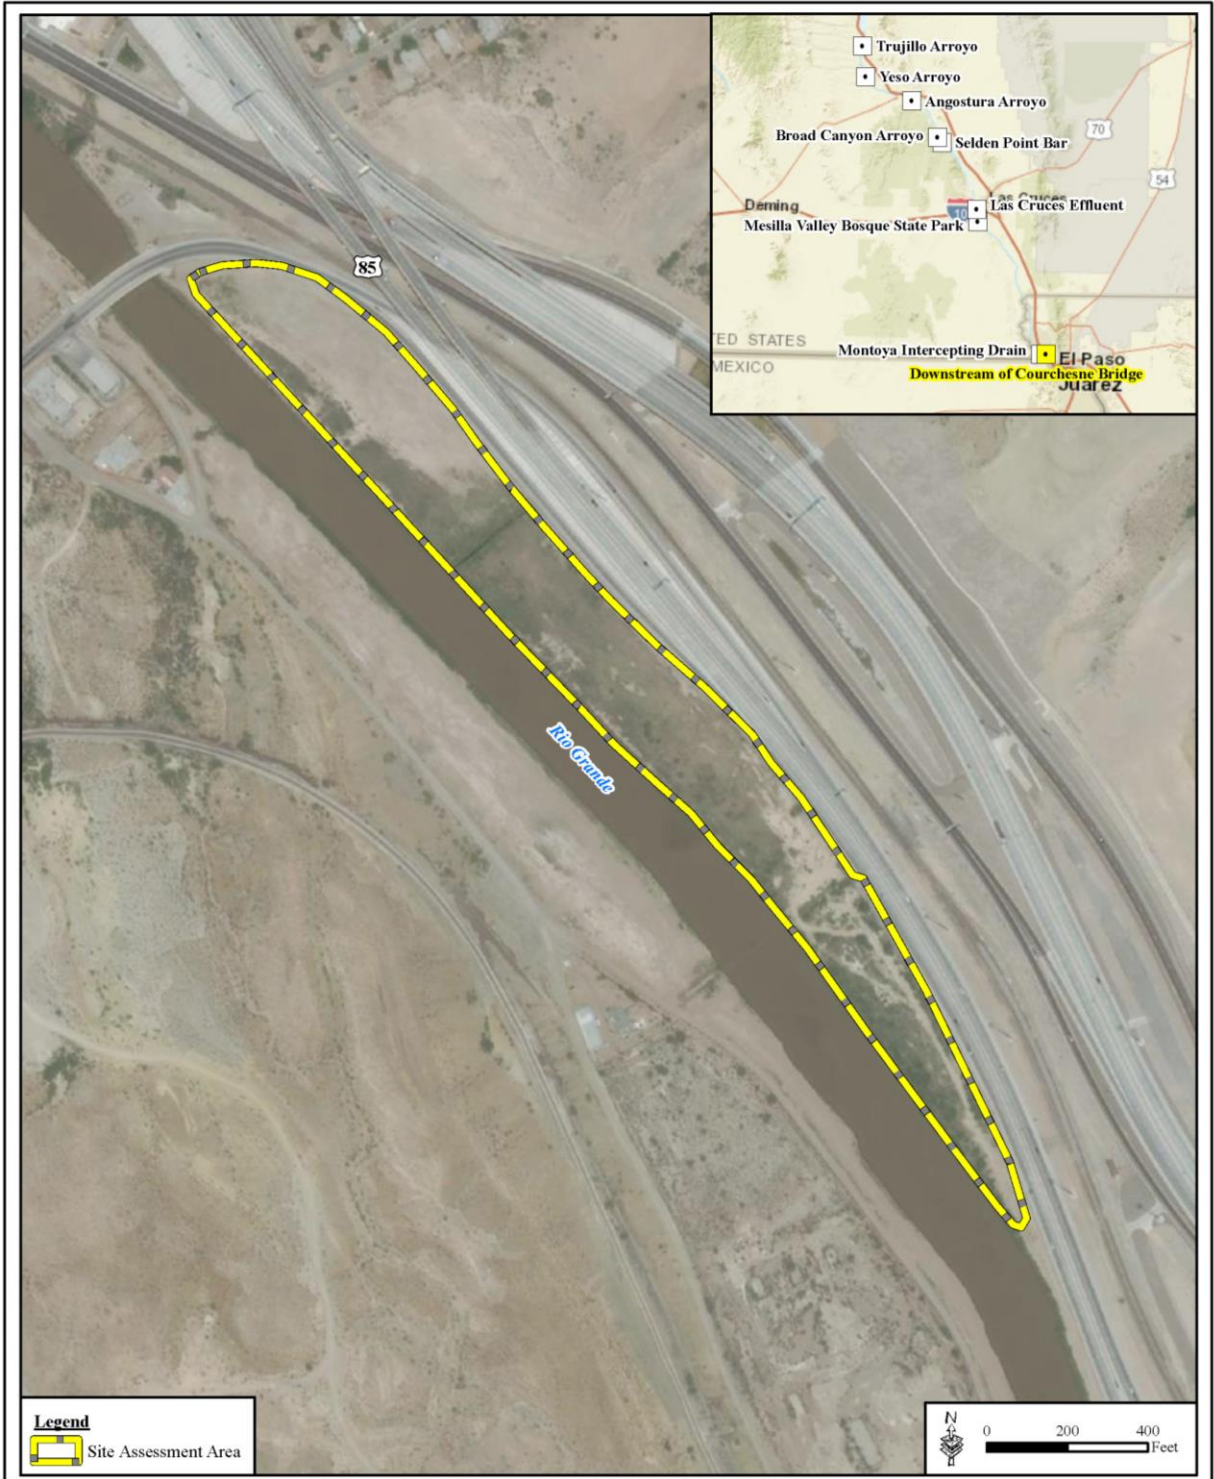 Trujillo Arroyo
Yeso Arroyo
Angostura Arroyo
70
Broad Canyon Arroyo
Selden Point Bar
54
Deming
Las Cruces
10
Las Cruces Effluent
Mesilla Valley Bosque State Park
TED STATES
Montoya Intercepting Drain
El Paso
MEXICO
Downstream of Courchesne Bridge
Juarez
85
Rio Grande
Legend
Site Assessment Area
N
0 200 400
Feet